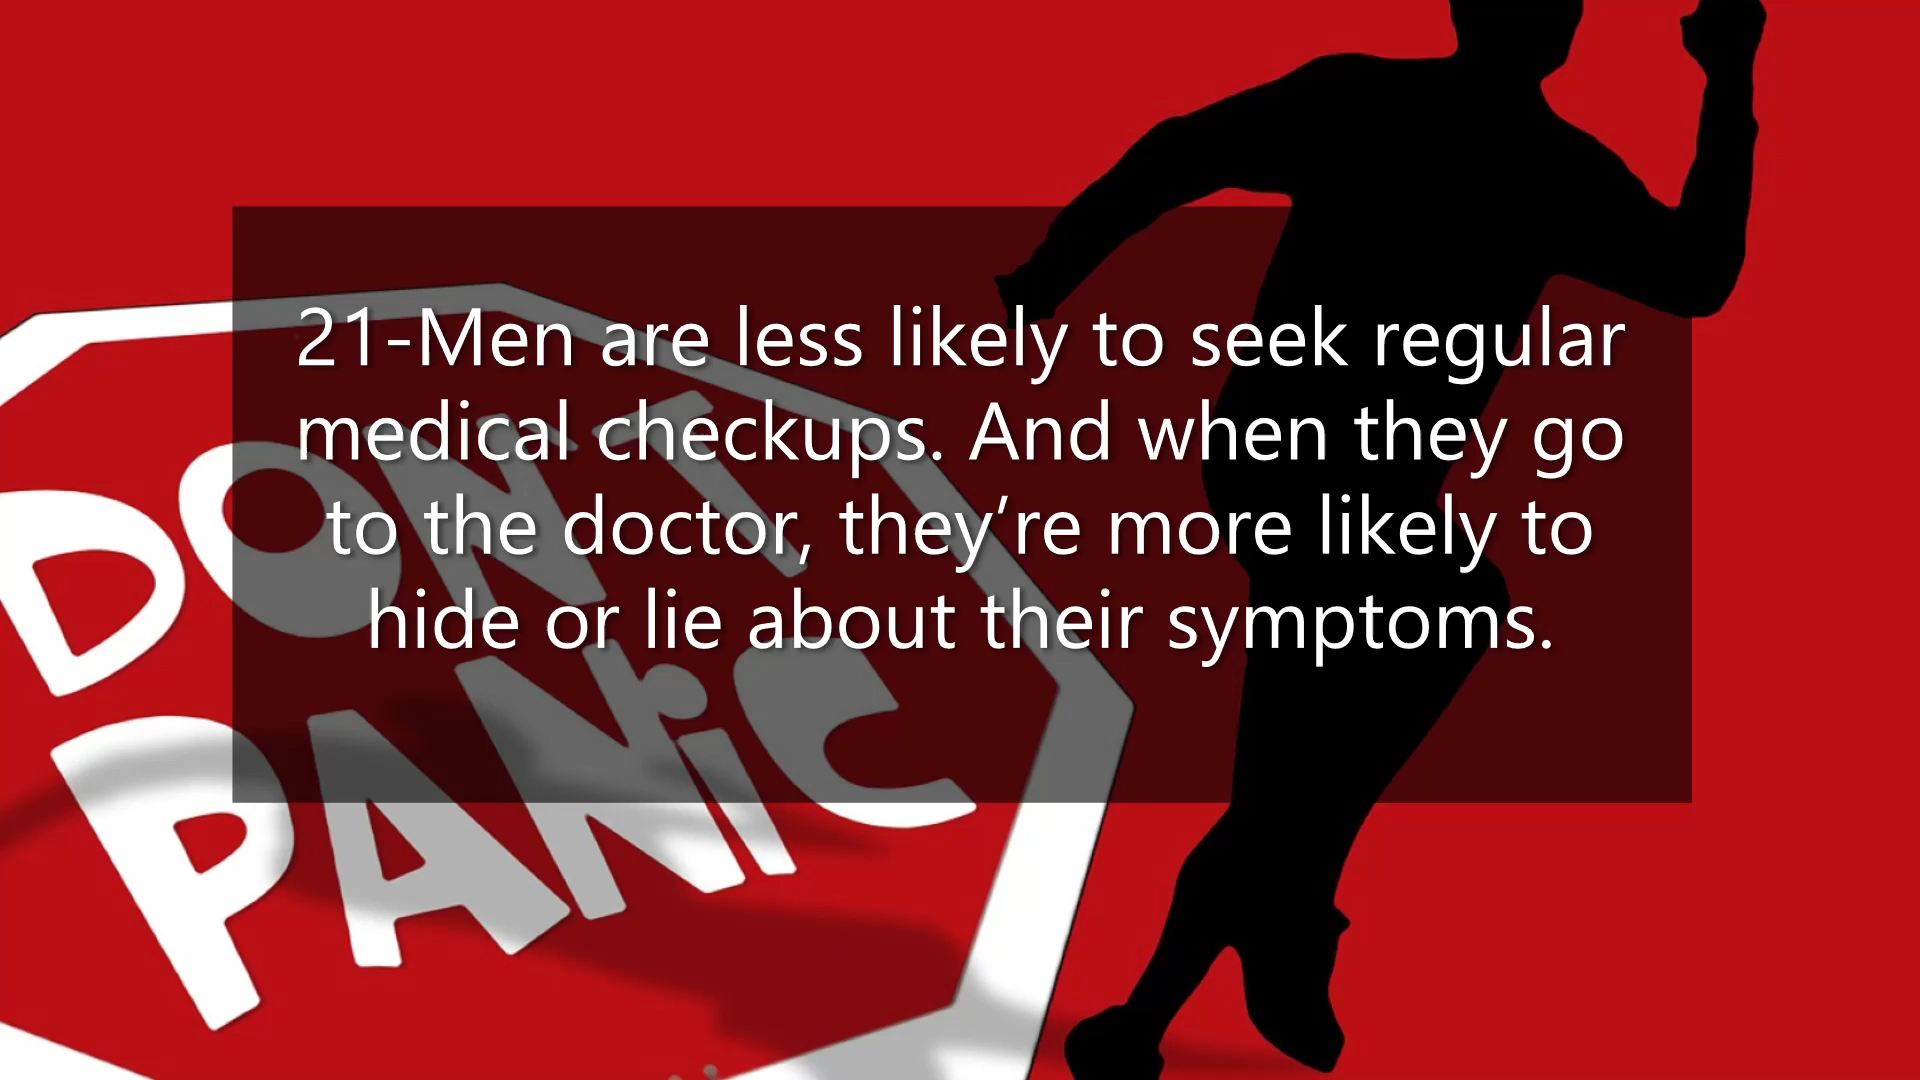 21-Men are less likely to seek regular
medical checkups. And when they go
to the doctor, they’re more likely to
hide or lie about their symptoms.
DON'T
PANiC